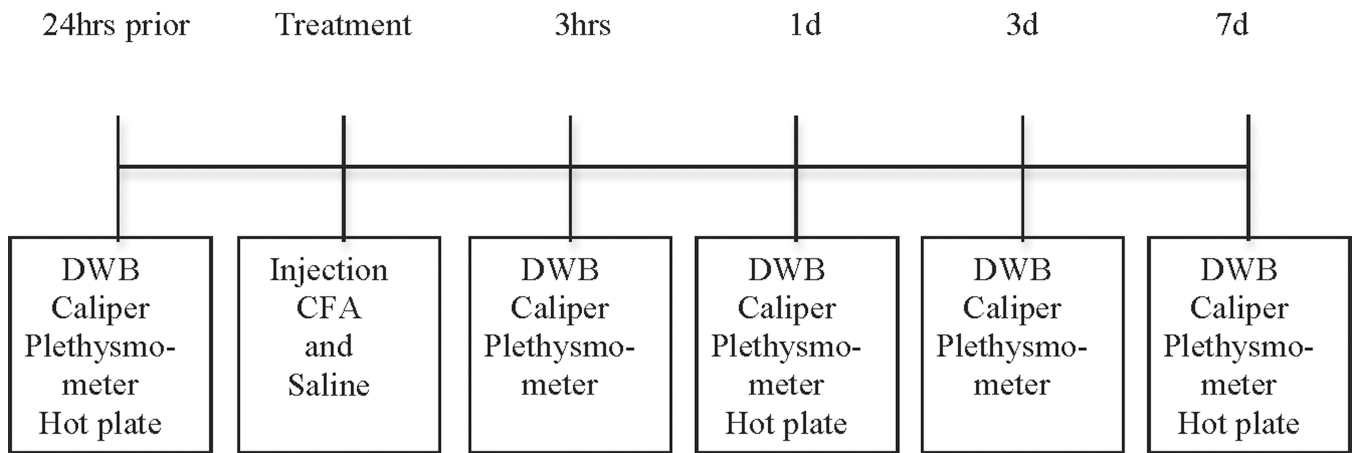 24hrs prior
Treatment
3hrs
1d
3d
7d
DWB
Caliper
Plethysmo-
meter
Hot plate
Injection
CFA
and
Saline
DWB
Caliper
Plethysmo-
meter
DWB
Caliper
Plethysmo-
meter
Hot plate
DWB
Caliper
Plethysmo-
meter
DWB
Caliper
Plethysmo-
meter
Hot plate